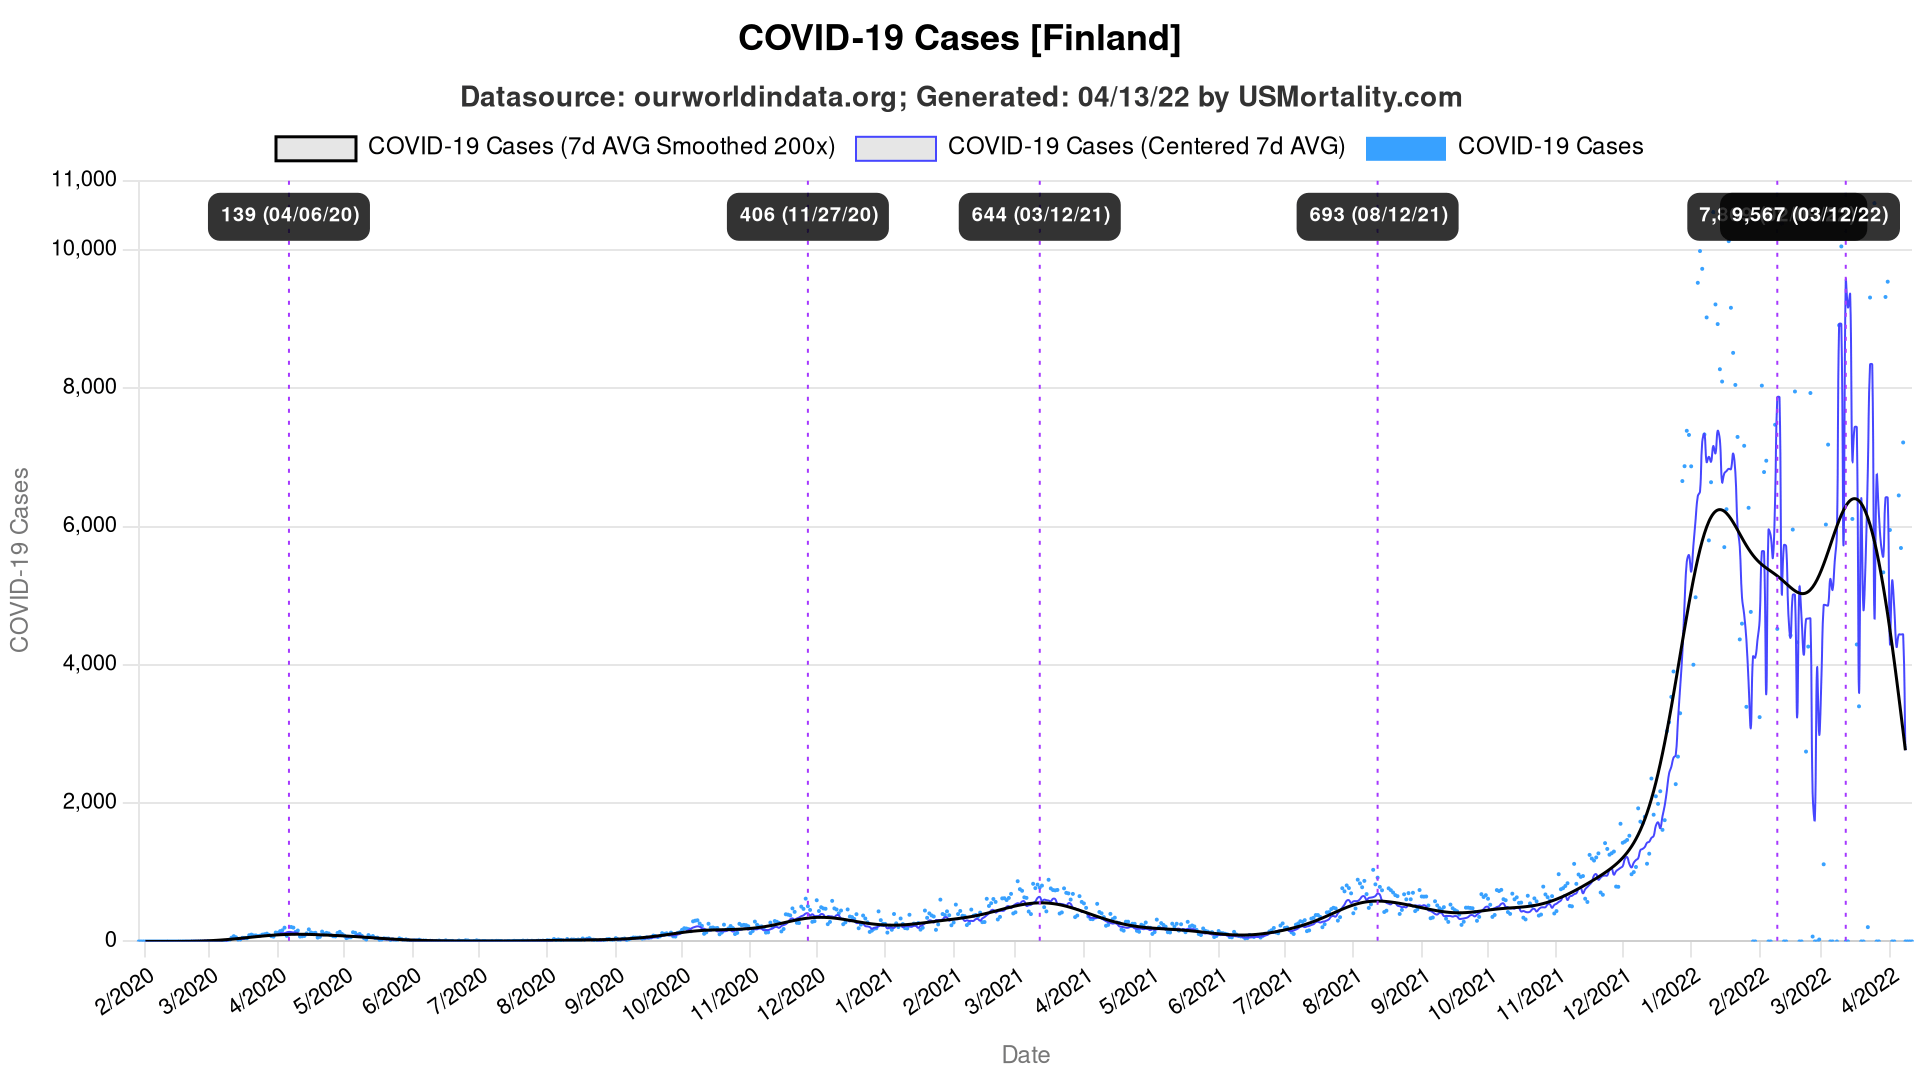 COVID-19 Cases [Finland]
Datasource: ourworldindata.org; Generated: 04/13/22 by USMortality.com
COVID-19 Cases (7d AVG Smoothed 200x) COVID-19 Cases (Centered 7d AVG) COVID-19 Cases
11,000
139 (04/06/20) 406 (11/27/20) 644 (03/12/21) 693 (08/12/21) 9,567 (03/12/22)
10,000
8,000
6,000
4,000
2,000
0
COVID-19 Cases
2/2020 3/2020 4/2020 5/2020 6/2020 7/2020 8/2020 9/2020 10/2020 11/2020 12/2020 1/2021 2/2021 3/2021 4/2021 5/2021 6/2021 7/2021 8/2021 9/2021 10/2021 11/2021 12/2021 1/2022 2/2022 3/2022 4/2022
Date